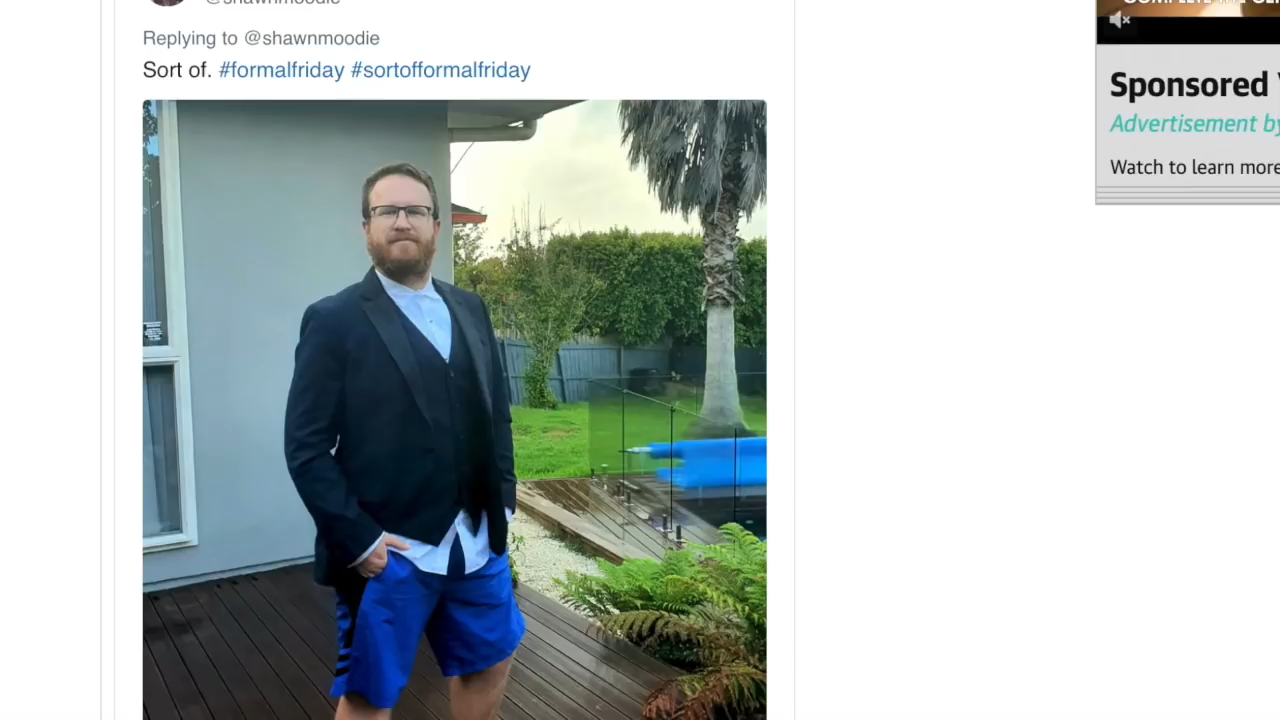 Replying to @shawnmoodie
Sort of. #formalfriday #sortofformalfriday
Sponsored
Advertisement by
Watch to learn more